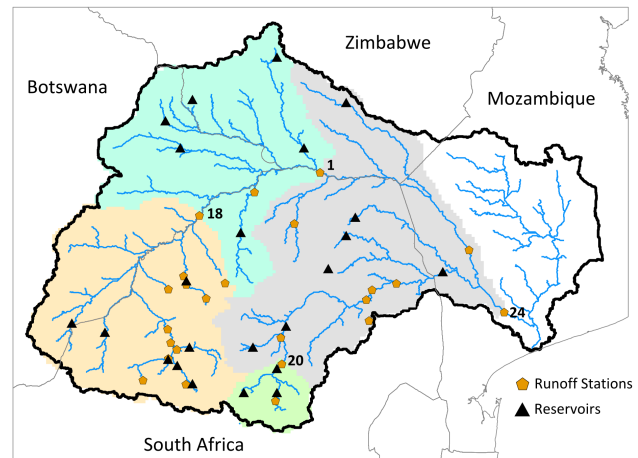 Zimbabwe
Botswana
Mozambique
1
18
24
20
Runoff Stations
Reservoirs
South Africa